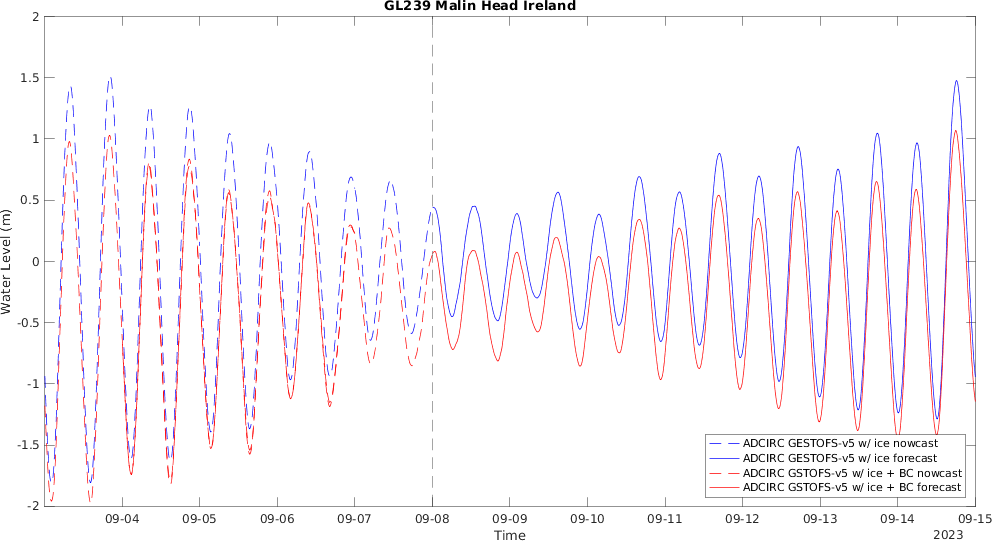 GL239 Malin Head Ireland
Water Level (m)
2
1.5
1
0.5
0
-0.5
-1
-1.5
-2
09-04 09-05 09-06 09-07 09-08 09-09 09-10 09-11 09-12 09-13 09-14 09-15
Time
2023
ADCIRC GESTOFS-v5 w/ ice nowcast
ADCIRC GESTOFS-v5 w/ ice forecast
ADCIRC GSTOFS-v5 w/ ice + BC nowcast
ADCIRC GSTOFS-v5 w/ ice + BC forecast